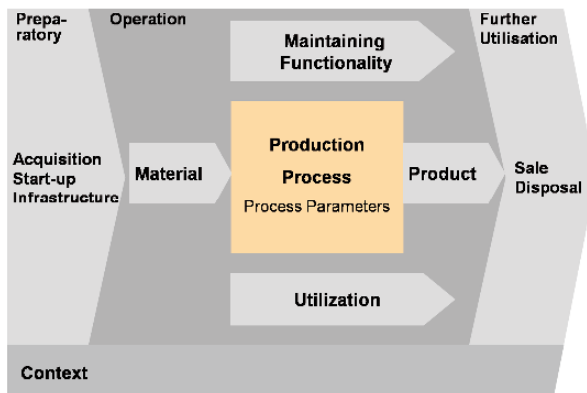 Prepa-
ratory
Operation
Further
Utilisation
Maintaining
Functionality
Acquisition
Start-up
Infrastructure
Material
Production
Process
Process Parameters
Product
Sale
Disposal
Utilization
Context